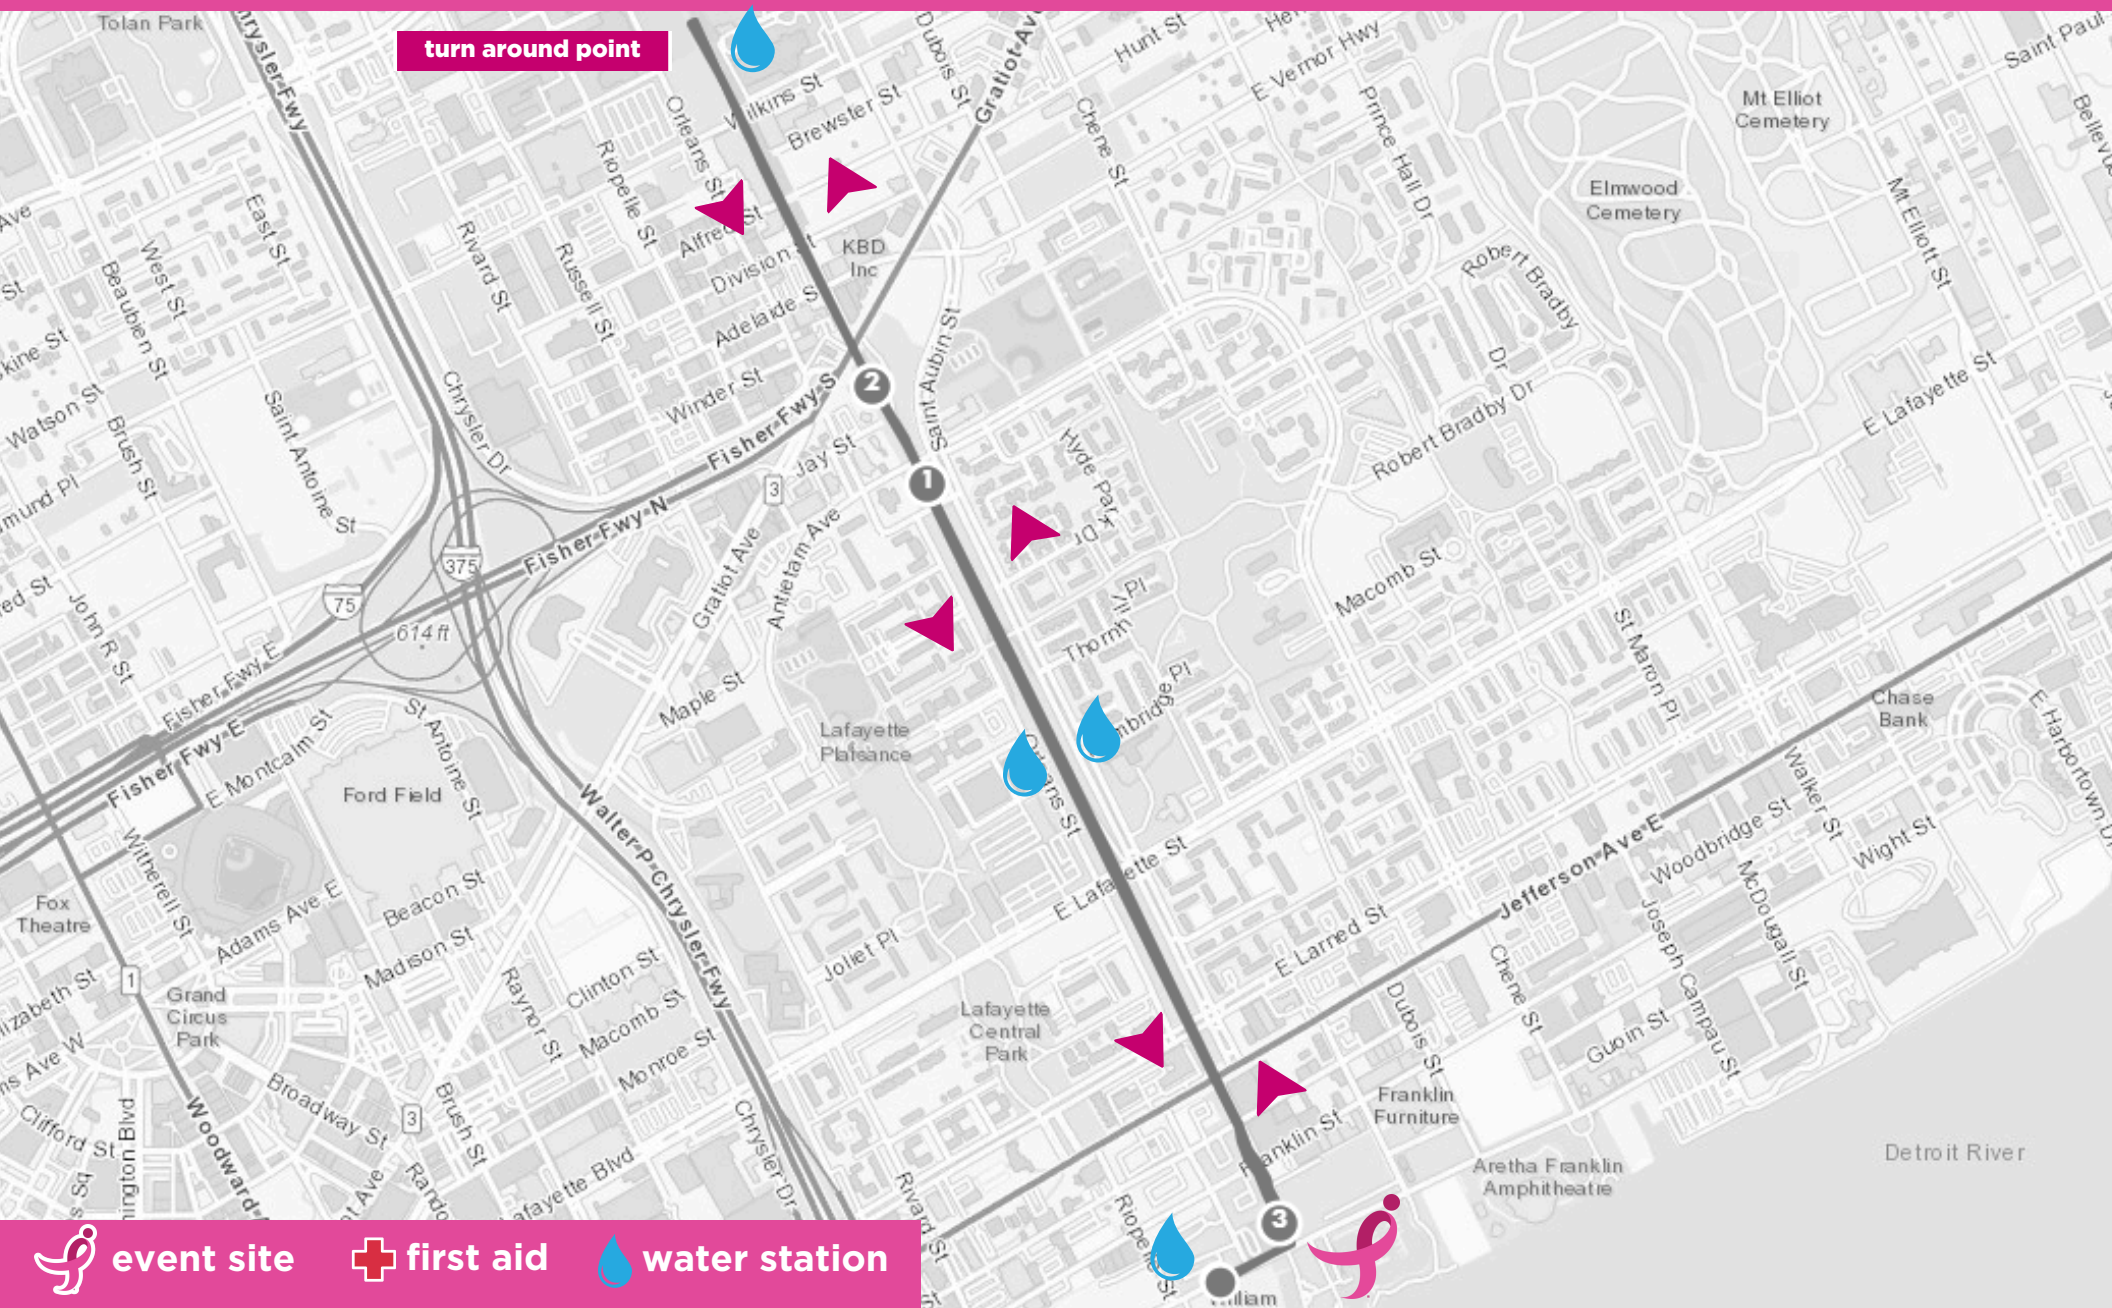 Tolan Park
turn around point
Hunt St
E Vernor Hwy
Saint Paul
Dubois St
Gratiot Ave
Chrysler Fwy
Orleans St
Wilkins St
Brewster St
Chene St
Prince Hall Dr
Mt Elliot
Cemetery
Elmwood
Cemetery
Mt Elliott St
Riopelle St
Alfred St
Division St
KBD
Inc
East St
West St
Rivard St
Russell St
Beaubien St
Adelaide S
Robert Bradby
Dr
Robert Bradby Dr
E Lafayette St
Saint Aubin St
Winder St
2
Fisher Fwy S
Watson St
Brush St
Saint Antoine
St
Chrysler Dr
Jay St
3
1
Hyde Park
Dr
Fisher Fwy N
Gratiot Ave
Antietam Ave
375
75
614 ft
John R St
Macomb St
St Maron Pl
Fisher Fwy E
Fisher Fwy E
Maple St
E Montcalm St
St Antoine St
Ford Field
Lafayette
Plaisance
Orleans St
Chase
Bank
E Harbortown Dr
Walker St
Witherell St
Walter P Chrysler Fwy
E Lafayette St
Jefferson Ave E
Woodbridge St
Wight St
McDougall St
Joseph Campau St
Fox
Theatre
Adams Ave E
Beacon St
Madison St
Joliet Pl
E Larned St
Chene St
Dubois St
1
Grand
Circus
Park
Raynor St
Clinton St
Macomb St
Monroe St
Lafayette
Central
Park
Guoin St
ms Ave W
Broadway St
Clifford St
3
Brush St
Woodward
Chrysler Dr
Franklin
Furniture
Franklin St
Aretha Franklin
Amphitheatre
Detroit River
Rivard St
Riopelle St
3
event site
first aid
water station